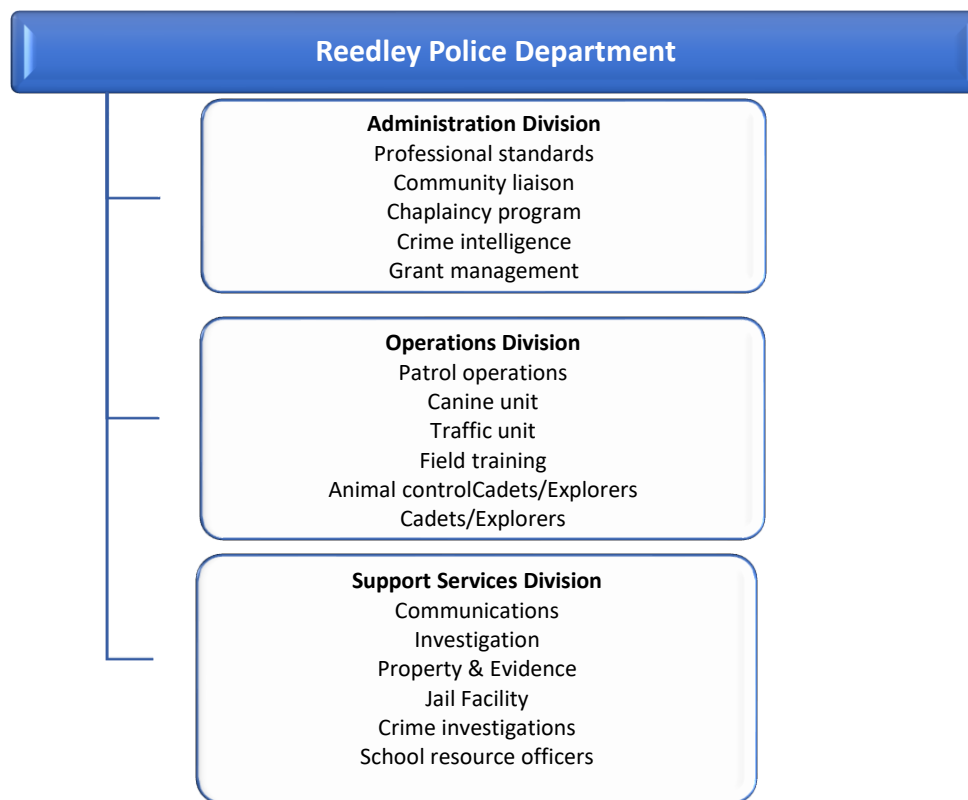 Reedley Police Department
Administration Division
Professional standards
Community liaison
Chaplaincy program
Crime intelligence
Grant management
Operations Division
Patrol operations
Canine unit
Traffic unit
Field training
Animal controlCadets/Explorers
Cadets/Explorers
Support Services Division
Communications
Investigation
Property & Evidence
Jail Facility
Crime investigations
School resource officers